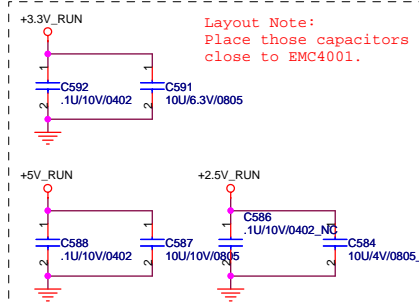 +3.3V_RUN
Layout Note:
Place those capacitors
close to EMC4001.
1
1
C592
C591
.1U/10V/0402
10U/6.3V/0805
2
2
+5V_RUN
+2.5V_RUN
1
1
1
1
C586
.1U/10V/0402_NC
C588
C587
C584
.1U/10V/0402
10U/10V/0805
10U/4V/0805_
2
2
2
2